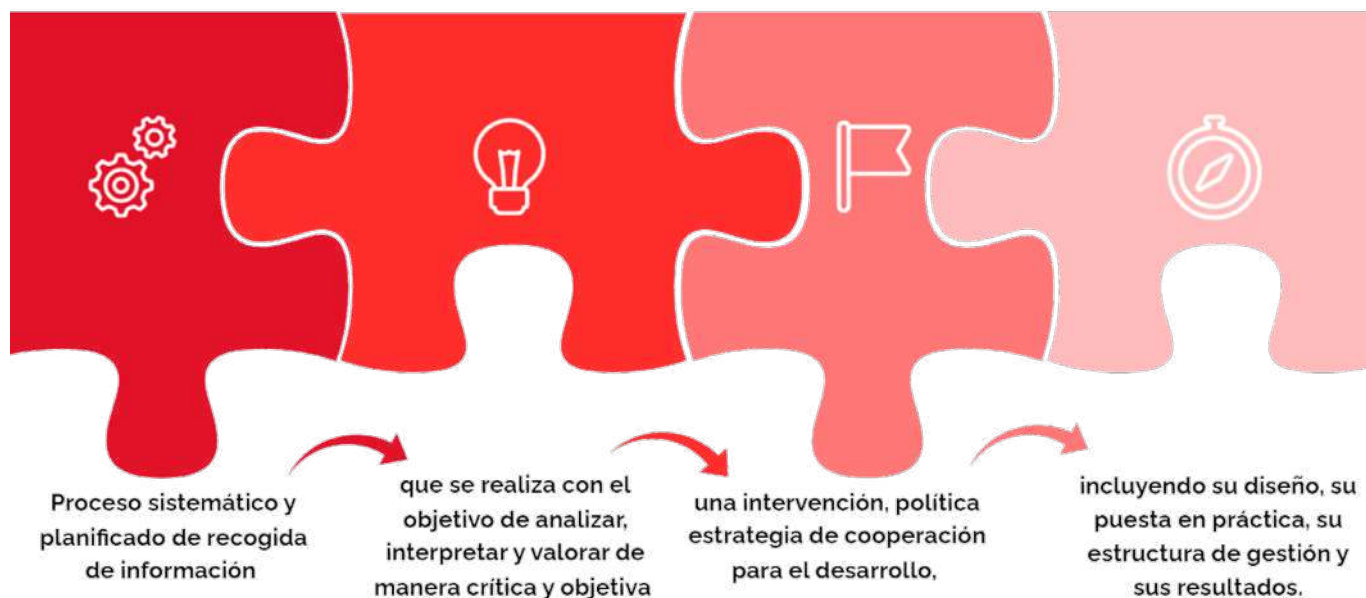 Proceso sistemático y
planificado de recogida
de información
que se realiza con el
objetivo de analizar,
interpretar y valorar de
manera crítica y objetiva
una intervención, política
estrategia de cooperación
para el desarrollo,
incluyendo su diseño, su
puesta en práctica, su
estructura de gestión y
sus resultados.